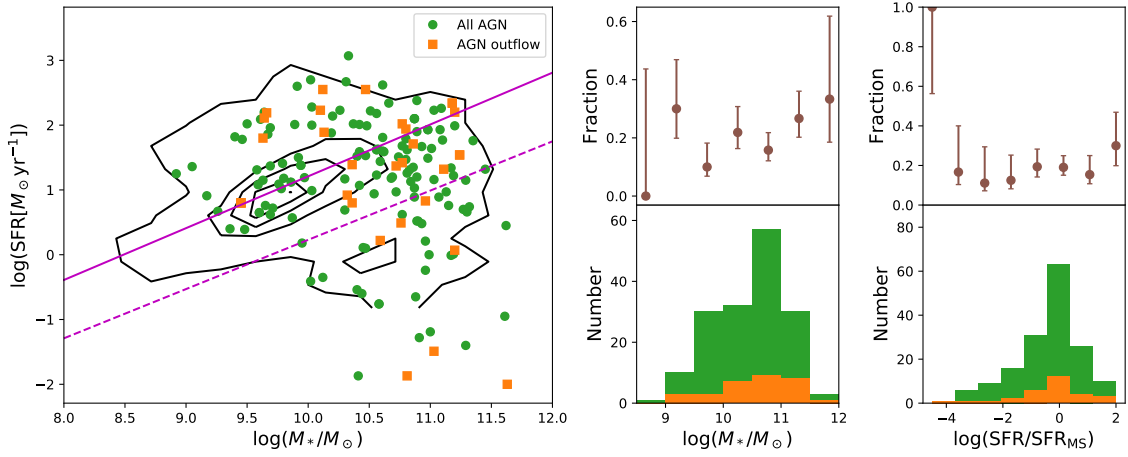 All AGN
AGN outflow
log(SFR[M⊙ yr⁻¹])
3
2
1
0
−1
−2
8.0 8.5 9.0 9.5 10.0 10.5 11.0 11.5 12.0
log(M*/M⊙)
Fraction
0.6
0.4
0.2
0.0
Number
60
40
20
0
9 10 11 12
log(M*/M⊙)
Fraction
1.0
0.8
0.6
0.4
0.2
0.0
Number
80
60
40
20
0
−4 −2 0 2
log(SFR/SFR_MS)